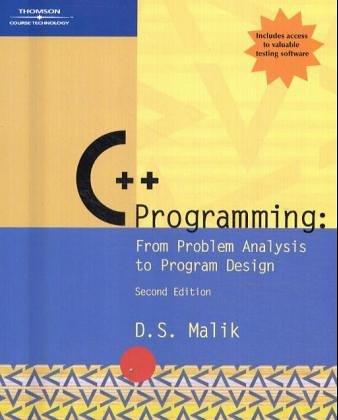 THOMSON
COURSE TECHNOLOGY
Includes access
to valuable
testing software
C++
Programming:
From Problem Analysis
to Program Design
Second Edition
D.S. Malik